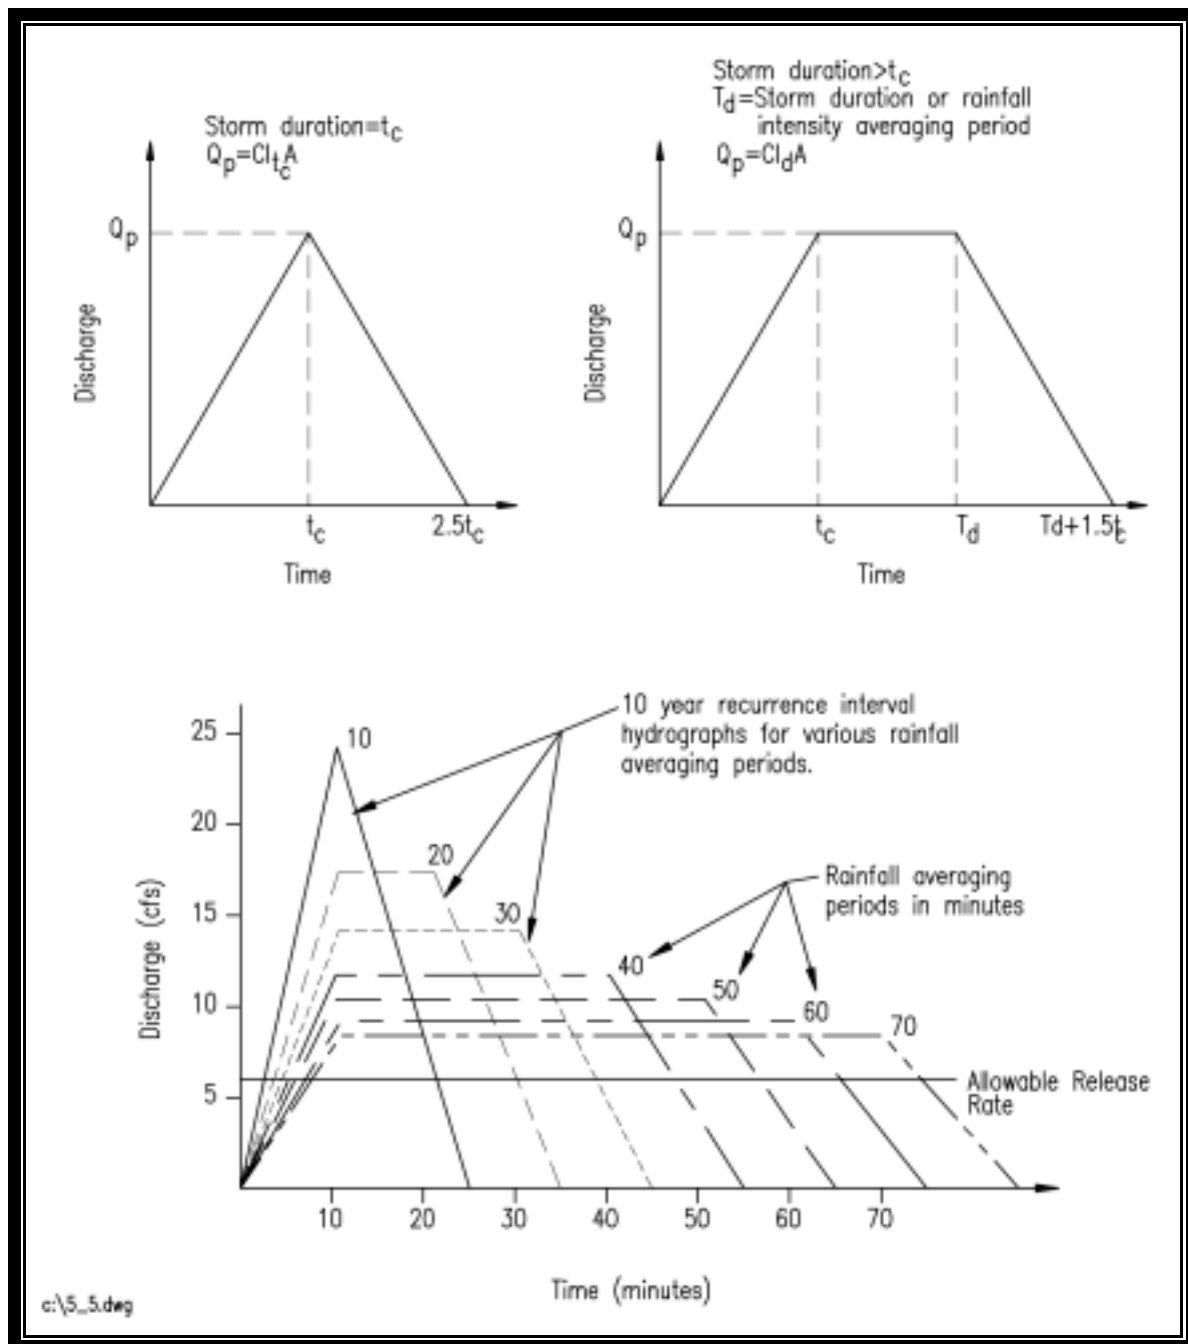 Storm duration=tc
Qp=CItcA
Qp
Discharge
tc
2.5tc
Time
Storm duration>tc
Td=Storm duration or rainfall
intensity averaging period
Qp=CIdA
Qp
Discharge
tc
Td
Td+1.5tc
Time
10 year recurrence interval
hydrographs for various rainfall
averaging periods.
Rainfall averaging
periods in minutes
25
20
15
10
5
Discharge (cfs)
10
20
30
40
50
60
70
Allowable Release
Rate
10
20
30
40
50
60
70
Time (minutes)
c:\5_5.dwg